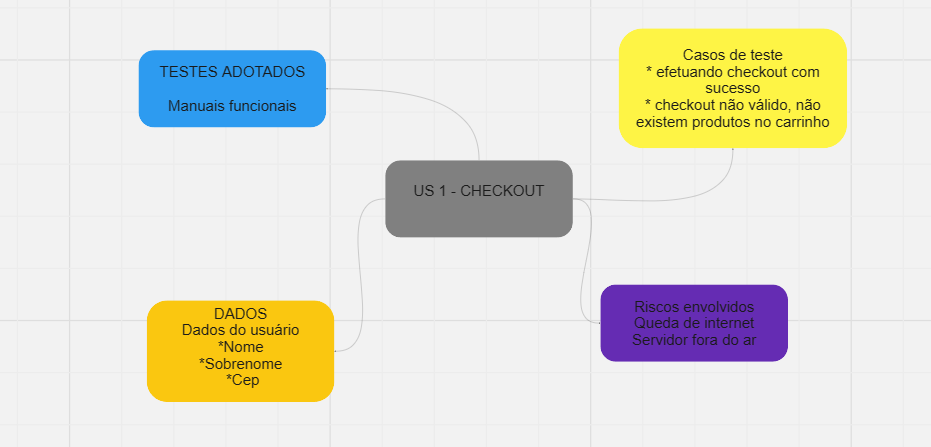 TESTES ADOTADOS
Manuais funcionais
Casos de teste
* efetuando checkout com
sucesso
* checkout não válido, não
existem produtos no carrinho
US 1 - CHECKOUT
DADOS
Dados do usuário
*Nome
*Sobrenome
*Cep
Riscos envolvidos
Queda de internet
Servidor fora do ar